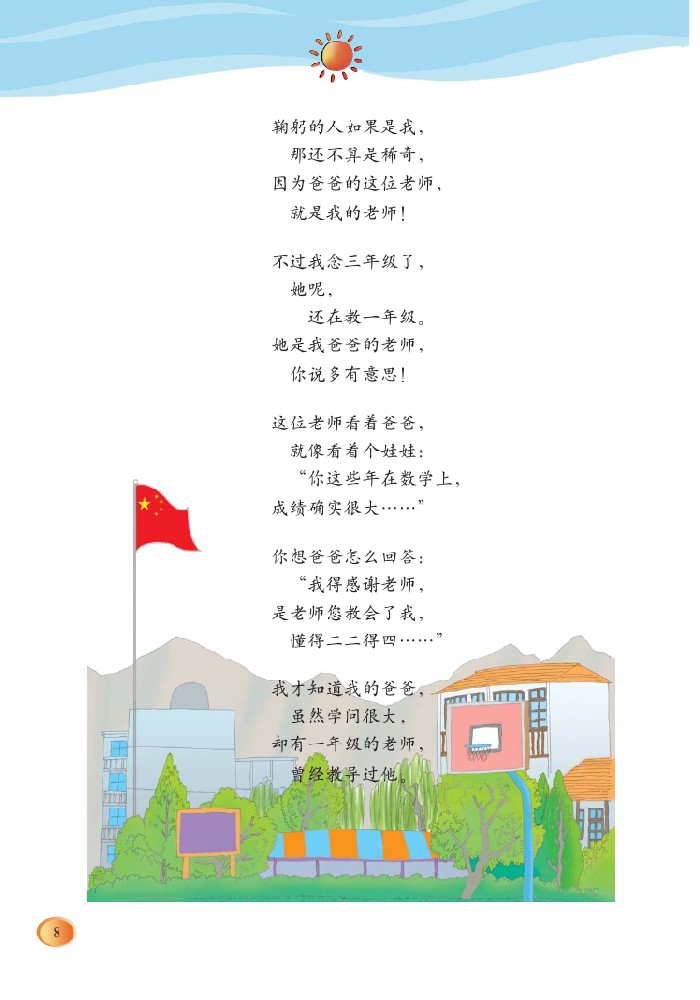 鞠躬的人如果是我，
那还不算是稀奇，
因为爸爸的这位老师，
就是我的老师！
不过我念三年级了，
她呢，
还在教一年级。
她是我爸爸的老师，
你说多有意思！
这位老师看着爸爸，
就像看着个娃娃：
“你这些年在数学上，
成绩确实很大……”
你想爸爸怎么回答：
“我得感谢老师，
是老师您教会了我，
懂得二二得四……”
我才知道我的爸爸，
虽然学问很大，
却有一年级的老师，
曾经教导过他。
8